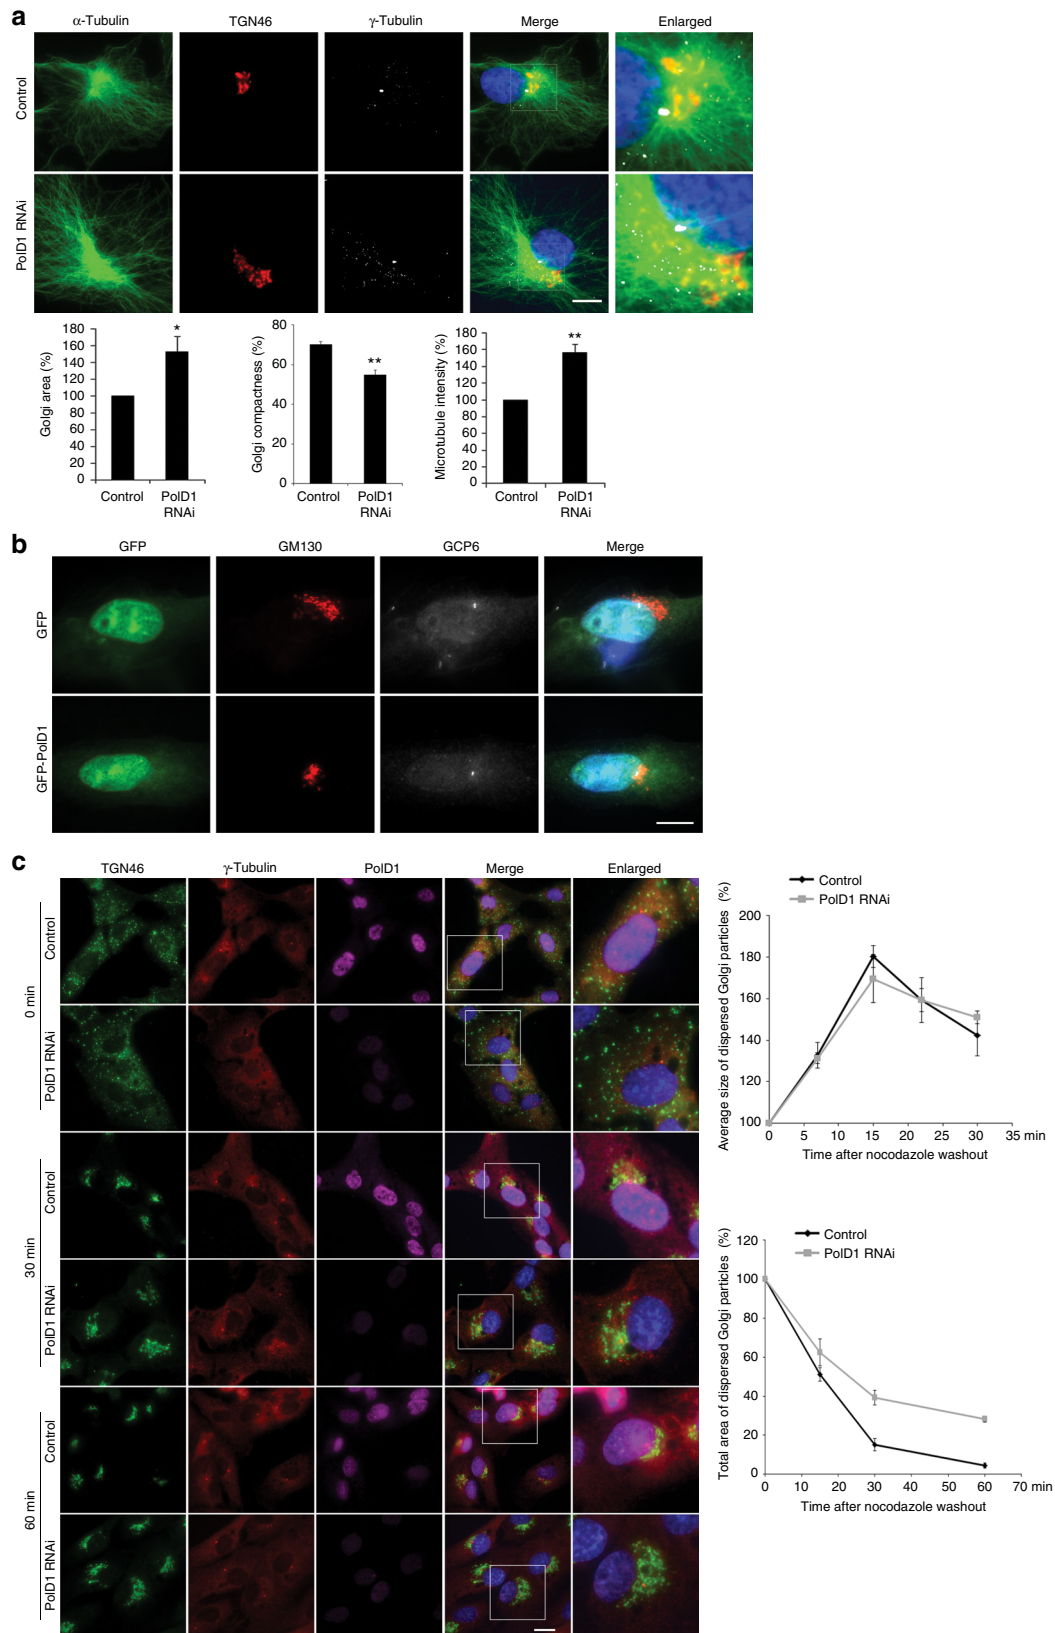 a
α-Tubulin TGN46 γ-Tubulin Merge Enlarged
Control
PolD1 RNAi
Golgi area (%)
180
160
140
120
100
80
60
40
20
0
Control PolD1 RNAi
*
Golgi compactness (%)
80
60
40
20
0
Control PolD1 RNAi
**
Microtubule intensity (%)
180
160
140
120
100
80
60
40
20
0
Control PolD1 RNAi
**
b
GFP GM130 GCP6 Merge
GFP
GFP-PolD1
c
TGN46 γ-Tubulin PolD1 Merge Enlarged
0 min
Control
PolD1 RNAi
30 min
Control
PolD1 RNAi
60 min
Control
PolD1 RNAi
Control
PolD1 RNAi
Average size of dispersed Golgi particles (%)
200
180
160
140
120
100
0 5 10 15 20 25 30 35 min
Time after nocodazole washout
Control
PolD1 RNAi
Total area of dispersed Golgi particles (%)
120
100
80
60
40
20
0
0 10 20 30 40 50 60 70 min
Time after nocodazole washout